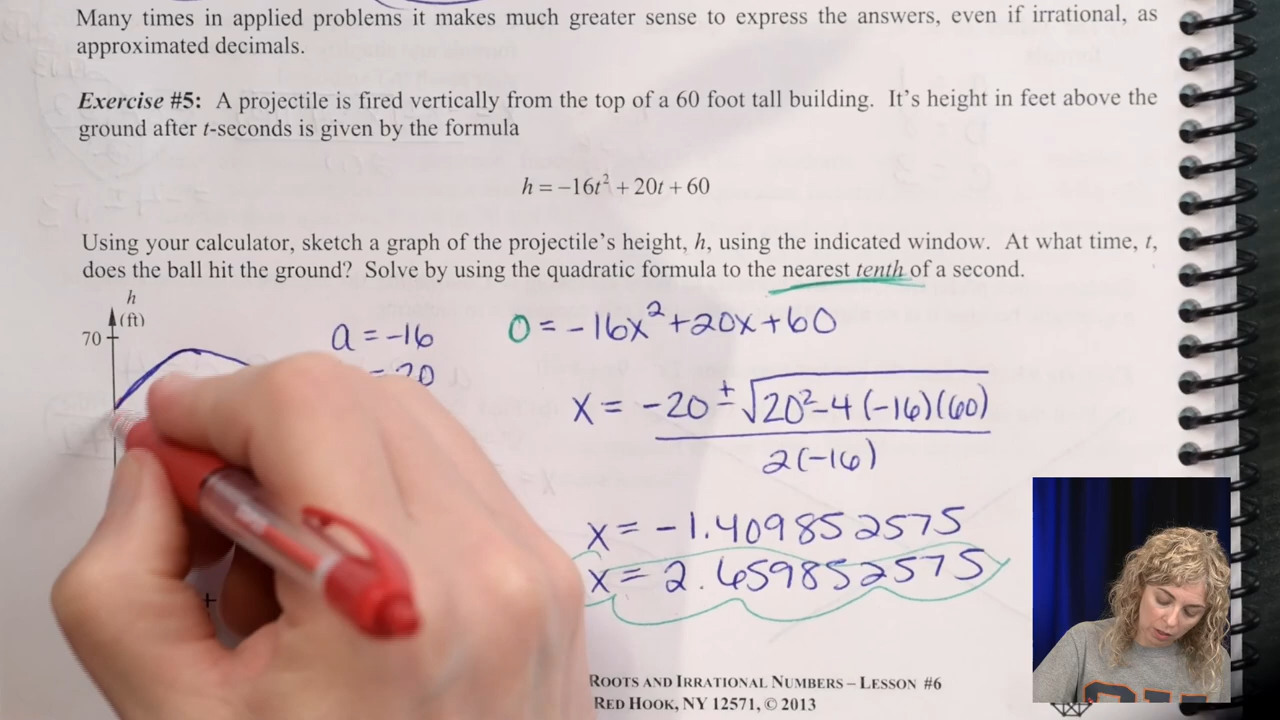 Many times in applied problems it makes much greater sense to express the answers, even if irrational, as
approximated decimals.
Exercise #5: A projectile is fired vertically from the top of a 60 foot tall building. It's height in feet above the
ground after t-seconds is given by the formula
h = −16t² + 20t + 60
Using your calculator, sketch a graph of the projectile's height, h, using the indicated window. At what time, t,
does the ball hit the ground? Solve by using the quadratic formula to the nearest tenth of a second.
h
(ft)
70
a = -16
= 20
0 = -16x² + 20x + 60
x = -20 ± √20² - 4(-16)(60)
2(-16)
x = -1.409852575
x = 2.659852575
ROOTS AND IRRATIONAL NUMBERS – LESSON #6
RED HOOK, NY 12571, © 2013